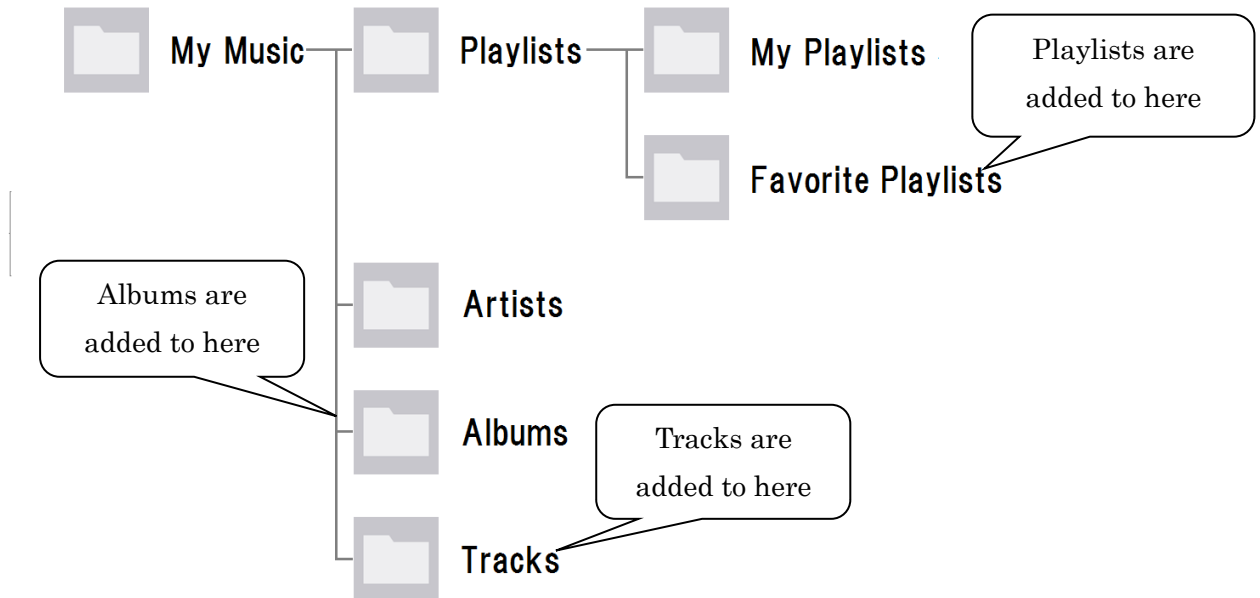 My Music
Playlists
My Playlists
Playlists are
added to here
Favorite Playlists
Albums are
added to here
Artists
Albums
Tracks are
added to here
Tracks